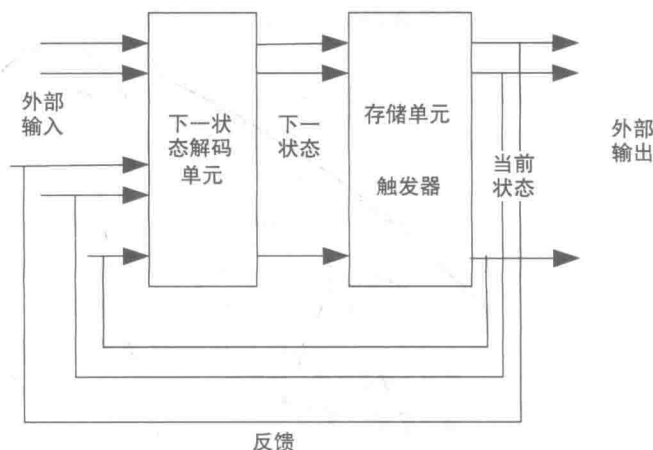 外部
输入
下一状
态解码
单元
下一
状态
存储单元
触发器
当前
状态
外部
输出
反馈